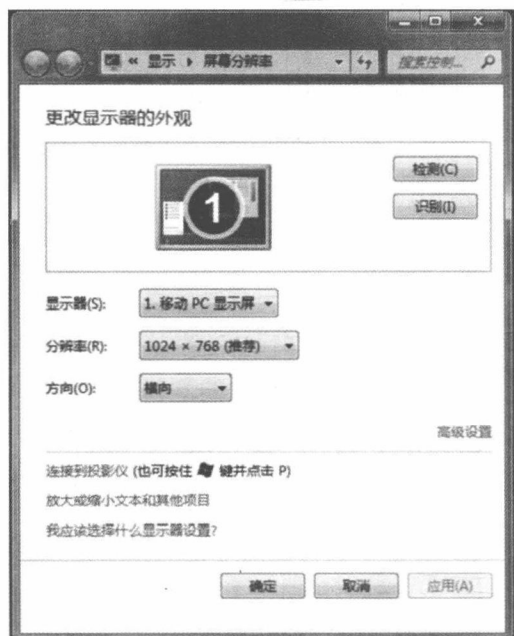 « 显示 ▸ 屏幕分辨率
搜索控制...
更改显示器的外观
1
检测(C)
识别(I)
显示器(S): 1. 移动 PC 显示屏
分辨率(R): 1024 × 768 (推荐)
方向(O): 横向
高级设置
连接到投影仪 (也可按住 键并点击 P)
放大或缩小文本和其他项目
我应该选择什么显示器设置?
确定 取消 应用(A)